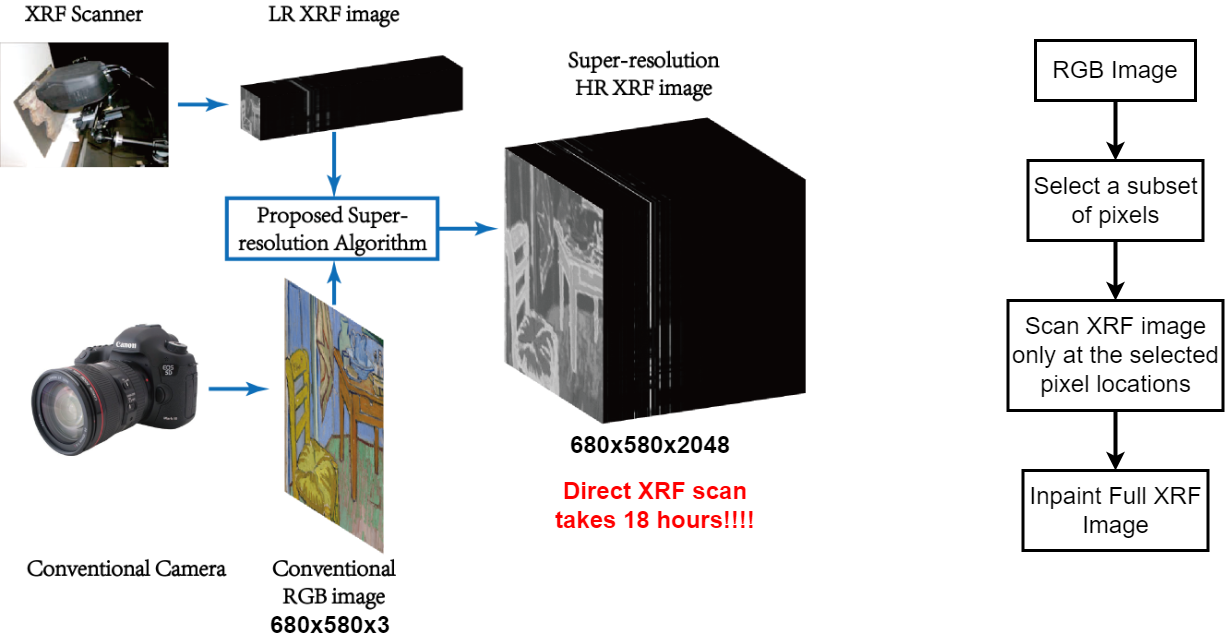 XRF Scanner
LR XRF image
Super-resolution
HR XRF image
Proposed Super-
resolution Algorithm
Canon
EOS
5D
680x580x2048
Direct XRF scan
takes 18 hours!!!!
Conventional Camera
Conventional
RGB image
680x580x3
RGB Image
Select a subset
of pixels
Scan XRF image
only at the selected
pixel locations
Inpaint Full XRF
Image